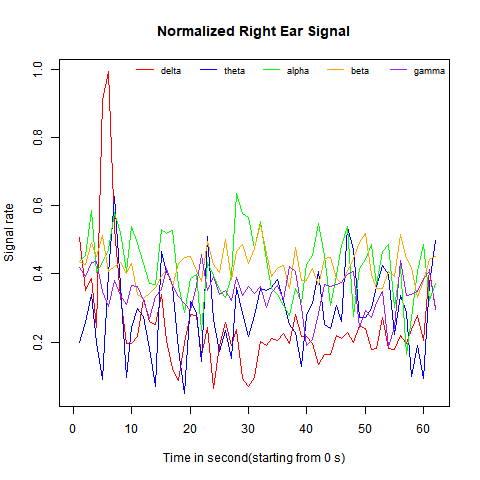 Normalized Right Ear Signal
delta theta alpha beta gamma
Signal rate
1.0
0.8
0.6
0.4
0.2
0 10 20 30 40 50 60
Time in second(starting from 0 s)